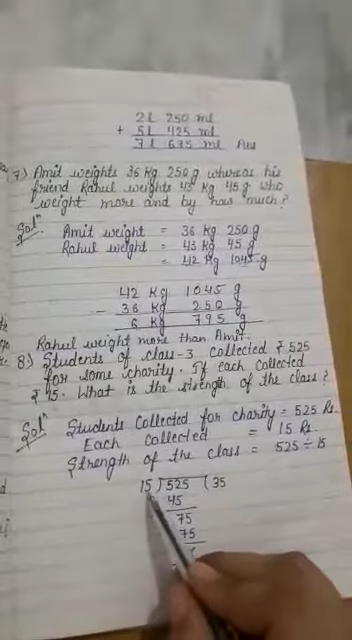 2l 250 ml
+ 5l 425 ml
7l 675 ml Ans
7) Amit weights 36 Kg 250 g whereas his
friend Rahul weights 43 Kg 45 g who
weight more and by how much?
Solⁿ Amit weight = 36 Kg 250 g
Rahul weight = 43 Kg 45 g
= 42 Kg 1045 g
42 Kg 1045 g
- 36 Kg 250 g
6 Kg 795 g
Rahul weight more than Amit.
8) Students of class-3 collected ₹ 525
for some charity. If each collected
₹ 15. What is the strength of the class?
Solⁿ Students Collected for charity = 525 Rs.
Each Collected = 15 Rs.
Strength of the class = 525 ÷ 15
15 ) 525 ( 35
45
75
75